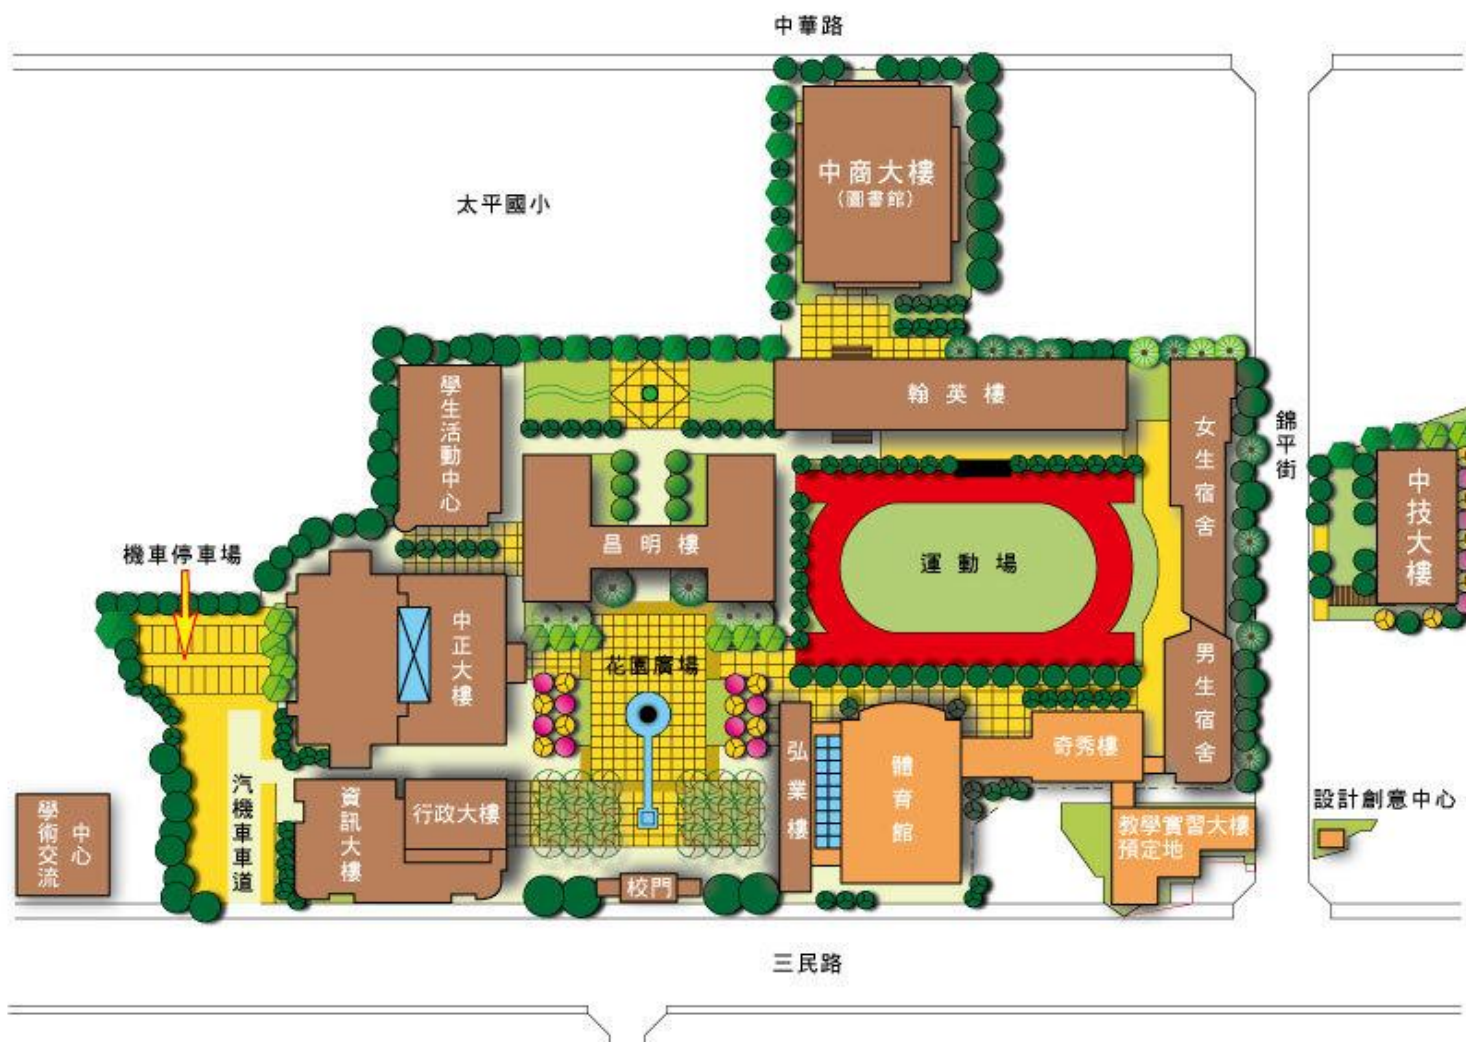 中華路
中商大樓
(圖書館)
太平國小
學生活動中心
翰英樓
女生宿舍
錦平街
中技大樓
昌明樓
運動場
機車停車場
中正大樓
花園廣場
男生宿舍
弘業樓
體育館
奇秀樓
汽機車車道
資訊大樓
行政大樓
學術交流
中心
教學實習大樓
預定地
設計創意中心
校門
三民路